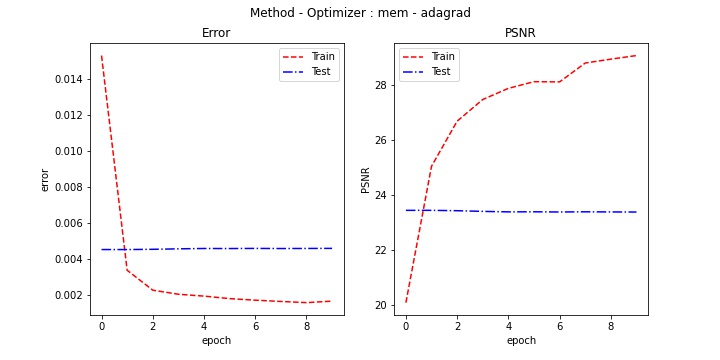 Method - Optimizer : mem - adagrad
Error
PSNR
Train
Test
Train
Test
0.014
0.012
0.010
0.008
0.006
0.004
0.002
error
0 2 4 6 8
epoch
28
26
24
22
20
PSNR
0 2 4 6 8
epoch